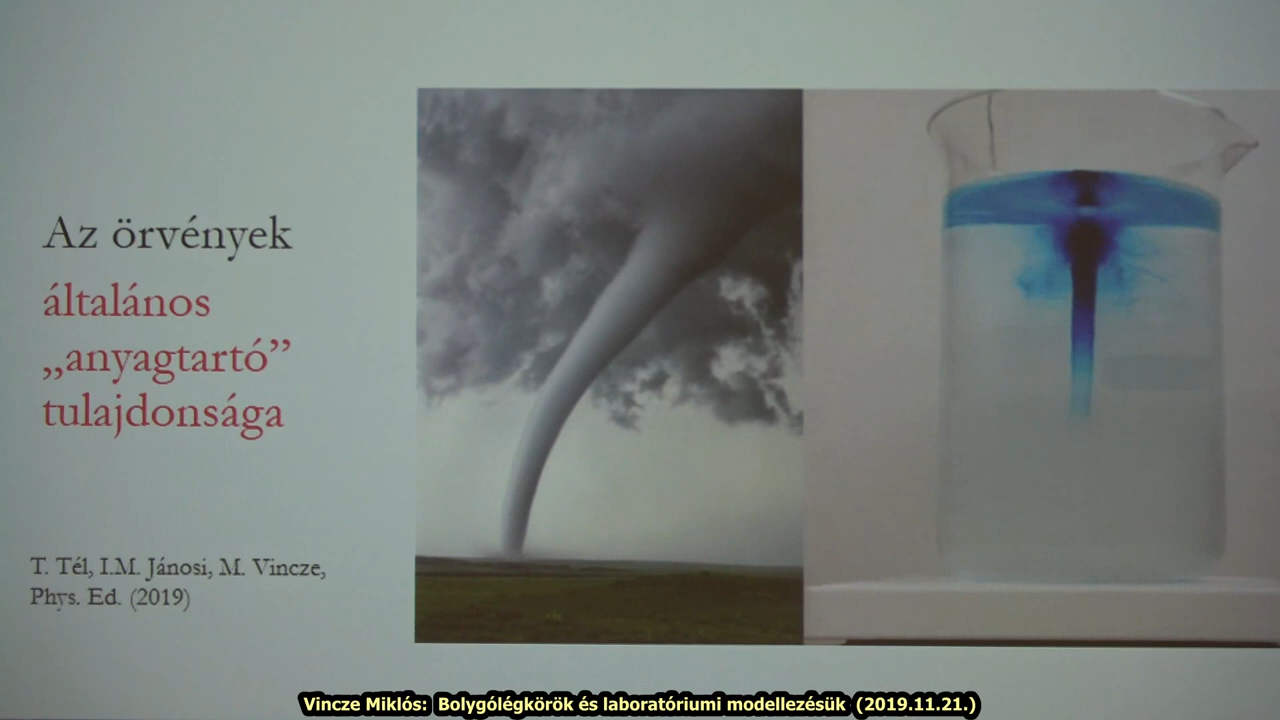 Az örvények
általános
„anyagtartó”
tulajdonsága
T. Tél, I.M. Jánosi, M. Vincze,
Phys. Ed. (2019)
Vincze Miklós: Bolygólégkörök és laboratóriumi modellezésük (2019.11.21.)